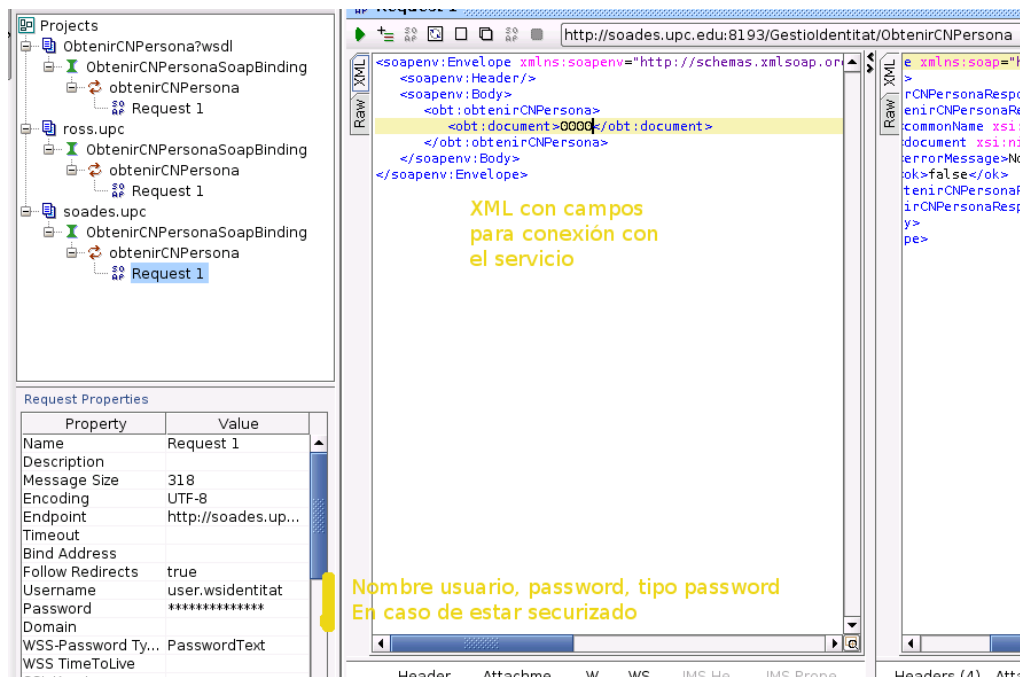 Request 1
Projects
ObtenirCNPersona?wsdl
ObtenirCNPersonaSoapBinding
obtenirCNPersona
Request 1
ross.upc
ObtenirCNPersonaSoapBinding
obtenirCNPersona
Request 1
soades.upc
ObtenirCNPersonaSoapBinding
obtenirCNPersona
Request 1
Request Properties
Property Value
Name Request 1
Description
Message Size 318
Encoding UTF-8
Endpoint http://soades.up...
Timeout
Bind Address
Follow Redirects true
Username user.wsidentitat
Password **************
Domain
WSS-Password Ty... PasswordText
WSS TimeToLive
http://soades.upc.edu:8193/GestioIdentitat/ObtenirCNPersona
XML
Raw
<soapenv:Envelope xmlns:soapenv="http://schemas.xmlsoap.or
<soapenv:Header/>
<soapenv:Body>
<obt:obtenirCNPersona>
<obt:document>0000</obt:document>
</obt:obtenirCNPersona>
</soapenv:Body>
</soapenv:Envelope>
XML con campos
para conexión con
el servicio
Nombre usuario, password, tipo password
En caso de estar securizado
XML
Raw
e xmlns:soap="h
>
rCNPersonaRespo
enirCNPersonaRe
commonName xsi:
document xsi:ni
errorMessage>No
ok>false</ok>
tenirCNPersonaR
irCNPersonaResp
y>
pe>
Header Attachme W WS JMS He JMS Prope
Headers (4) Atta